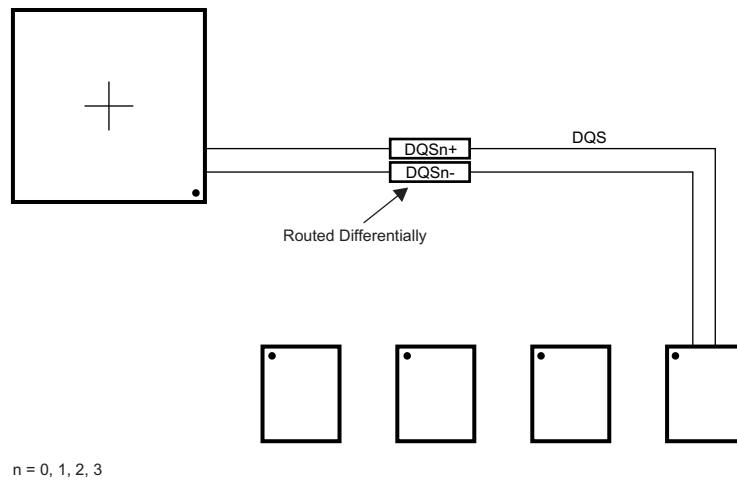 DQSn+
DQS
DQSn-
Routed Differentially
n = 0, 1, 2, 3